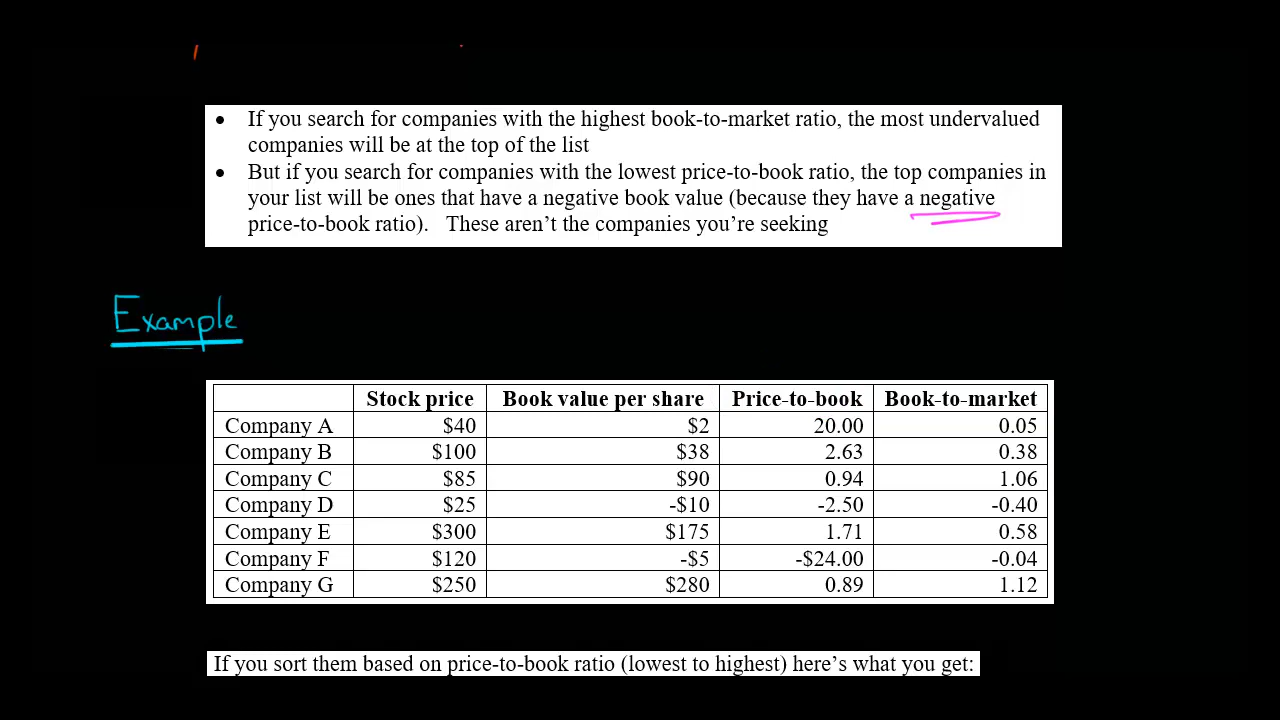 • If you search for companies with the highest book-to-market ratio, the most undervalued
companies will be at the top of the list
• But if you search for companies with the lowest price-to-book ratio, the top companies in
your list will be ones that have a negative book value (because they have a negative
price-to-book ratio). These aren't the companies you're seeking
Example
Stock price Book value per share Price-to-book Book-to-market
Company A $40 $2 20.00 0.05
Company B $100 $38 2.63 0.38
Company C $85 $90 0.94 1.06
Company D $25 -$10 -2.50 -0.40
Company E $300 $175 1.71 0.58
Company F $120 -$5 -$24.00 -0.04
Company G $250 $280 0.89 1.12
If you sort them based on price-to-book ratio (lowest to highest) here's what you get: